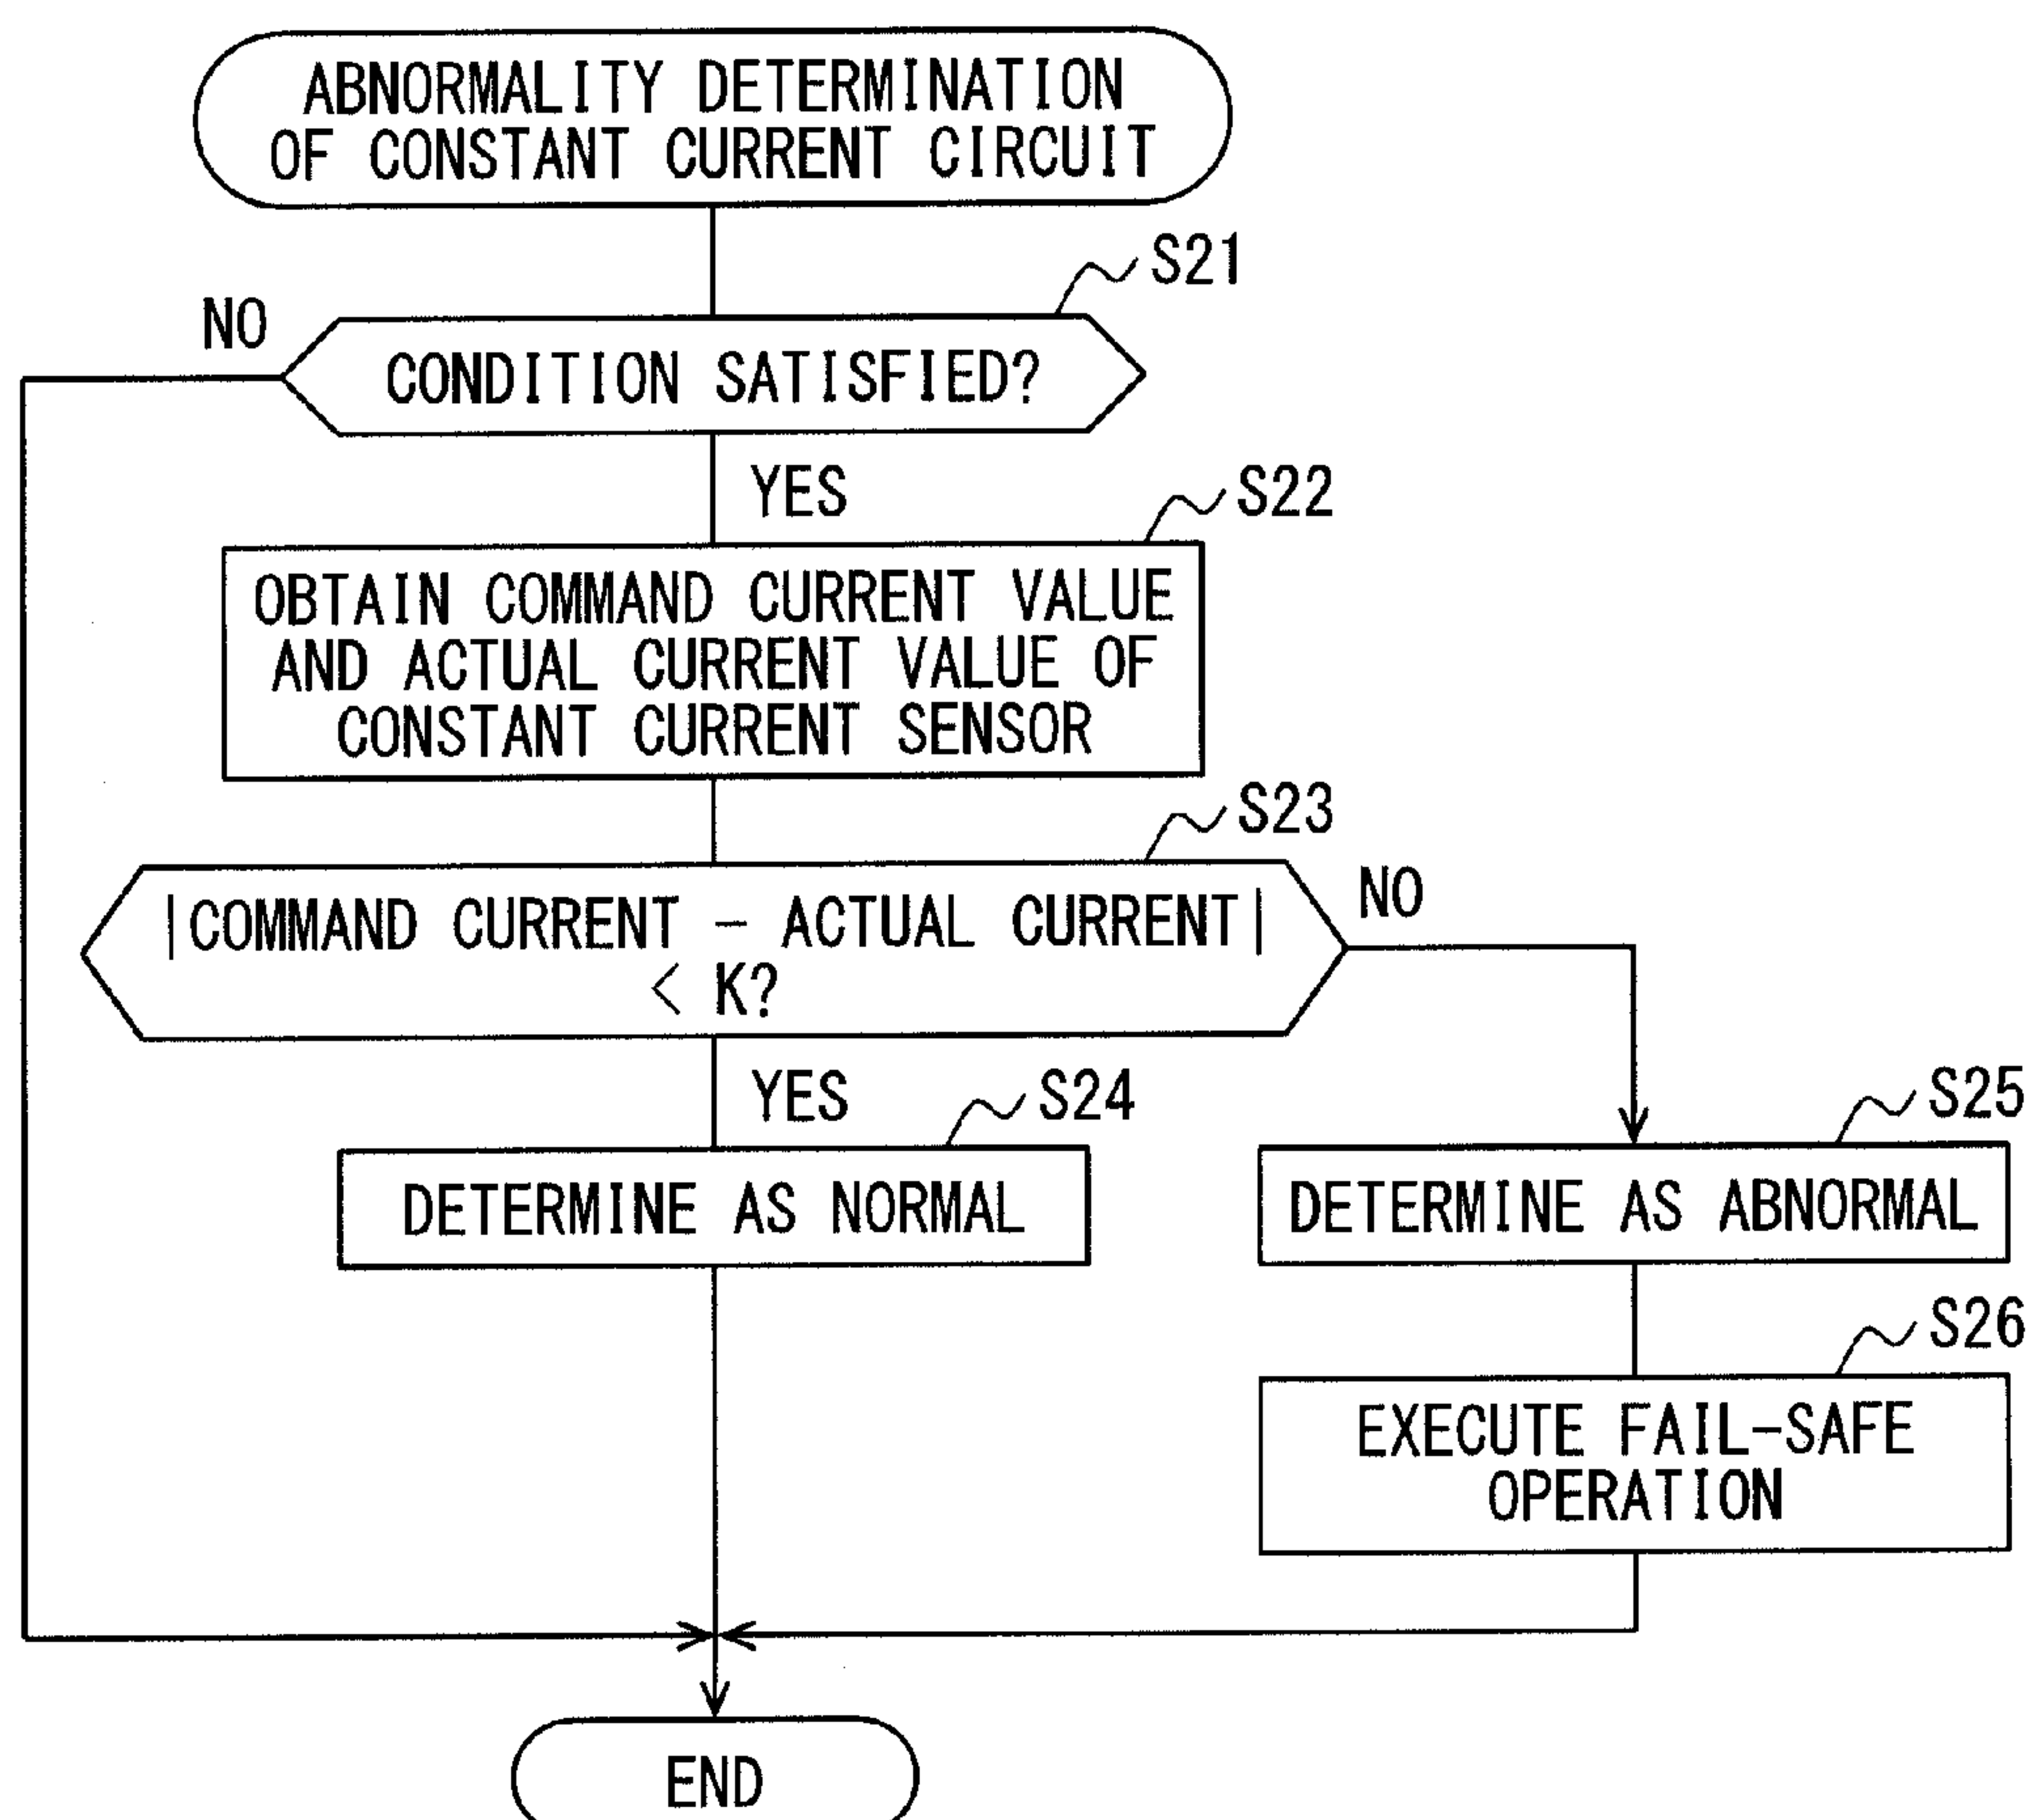 ABNORMALITY DETERMINATION
OF CONSTANT CURRENT CIRCUIT
S21
NO
CONDITION SATISFIED?
YES
S22
OBTAIN COMMAND CURRENT VALUE
AND ACTUAL CURRENT VALUE OF
CONSTANT CURRENT SENSOR
S23
|COMMAND CURRENT - ACTUAL CURRENT|
< K?
NO
YES
S24
DETERMINE AS NORMAL
S25
DETERMINE AS ABNORMAL
S26
EXECUTE FAIL-SAFE
OPERATION
END